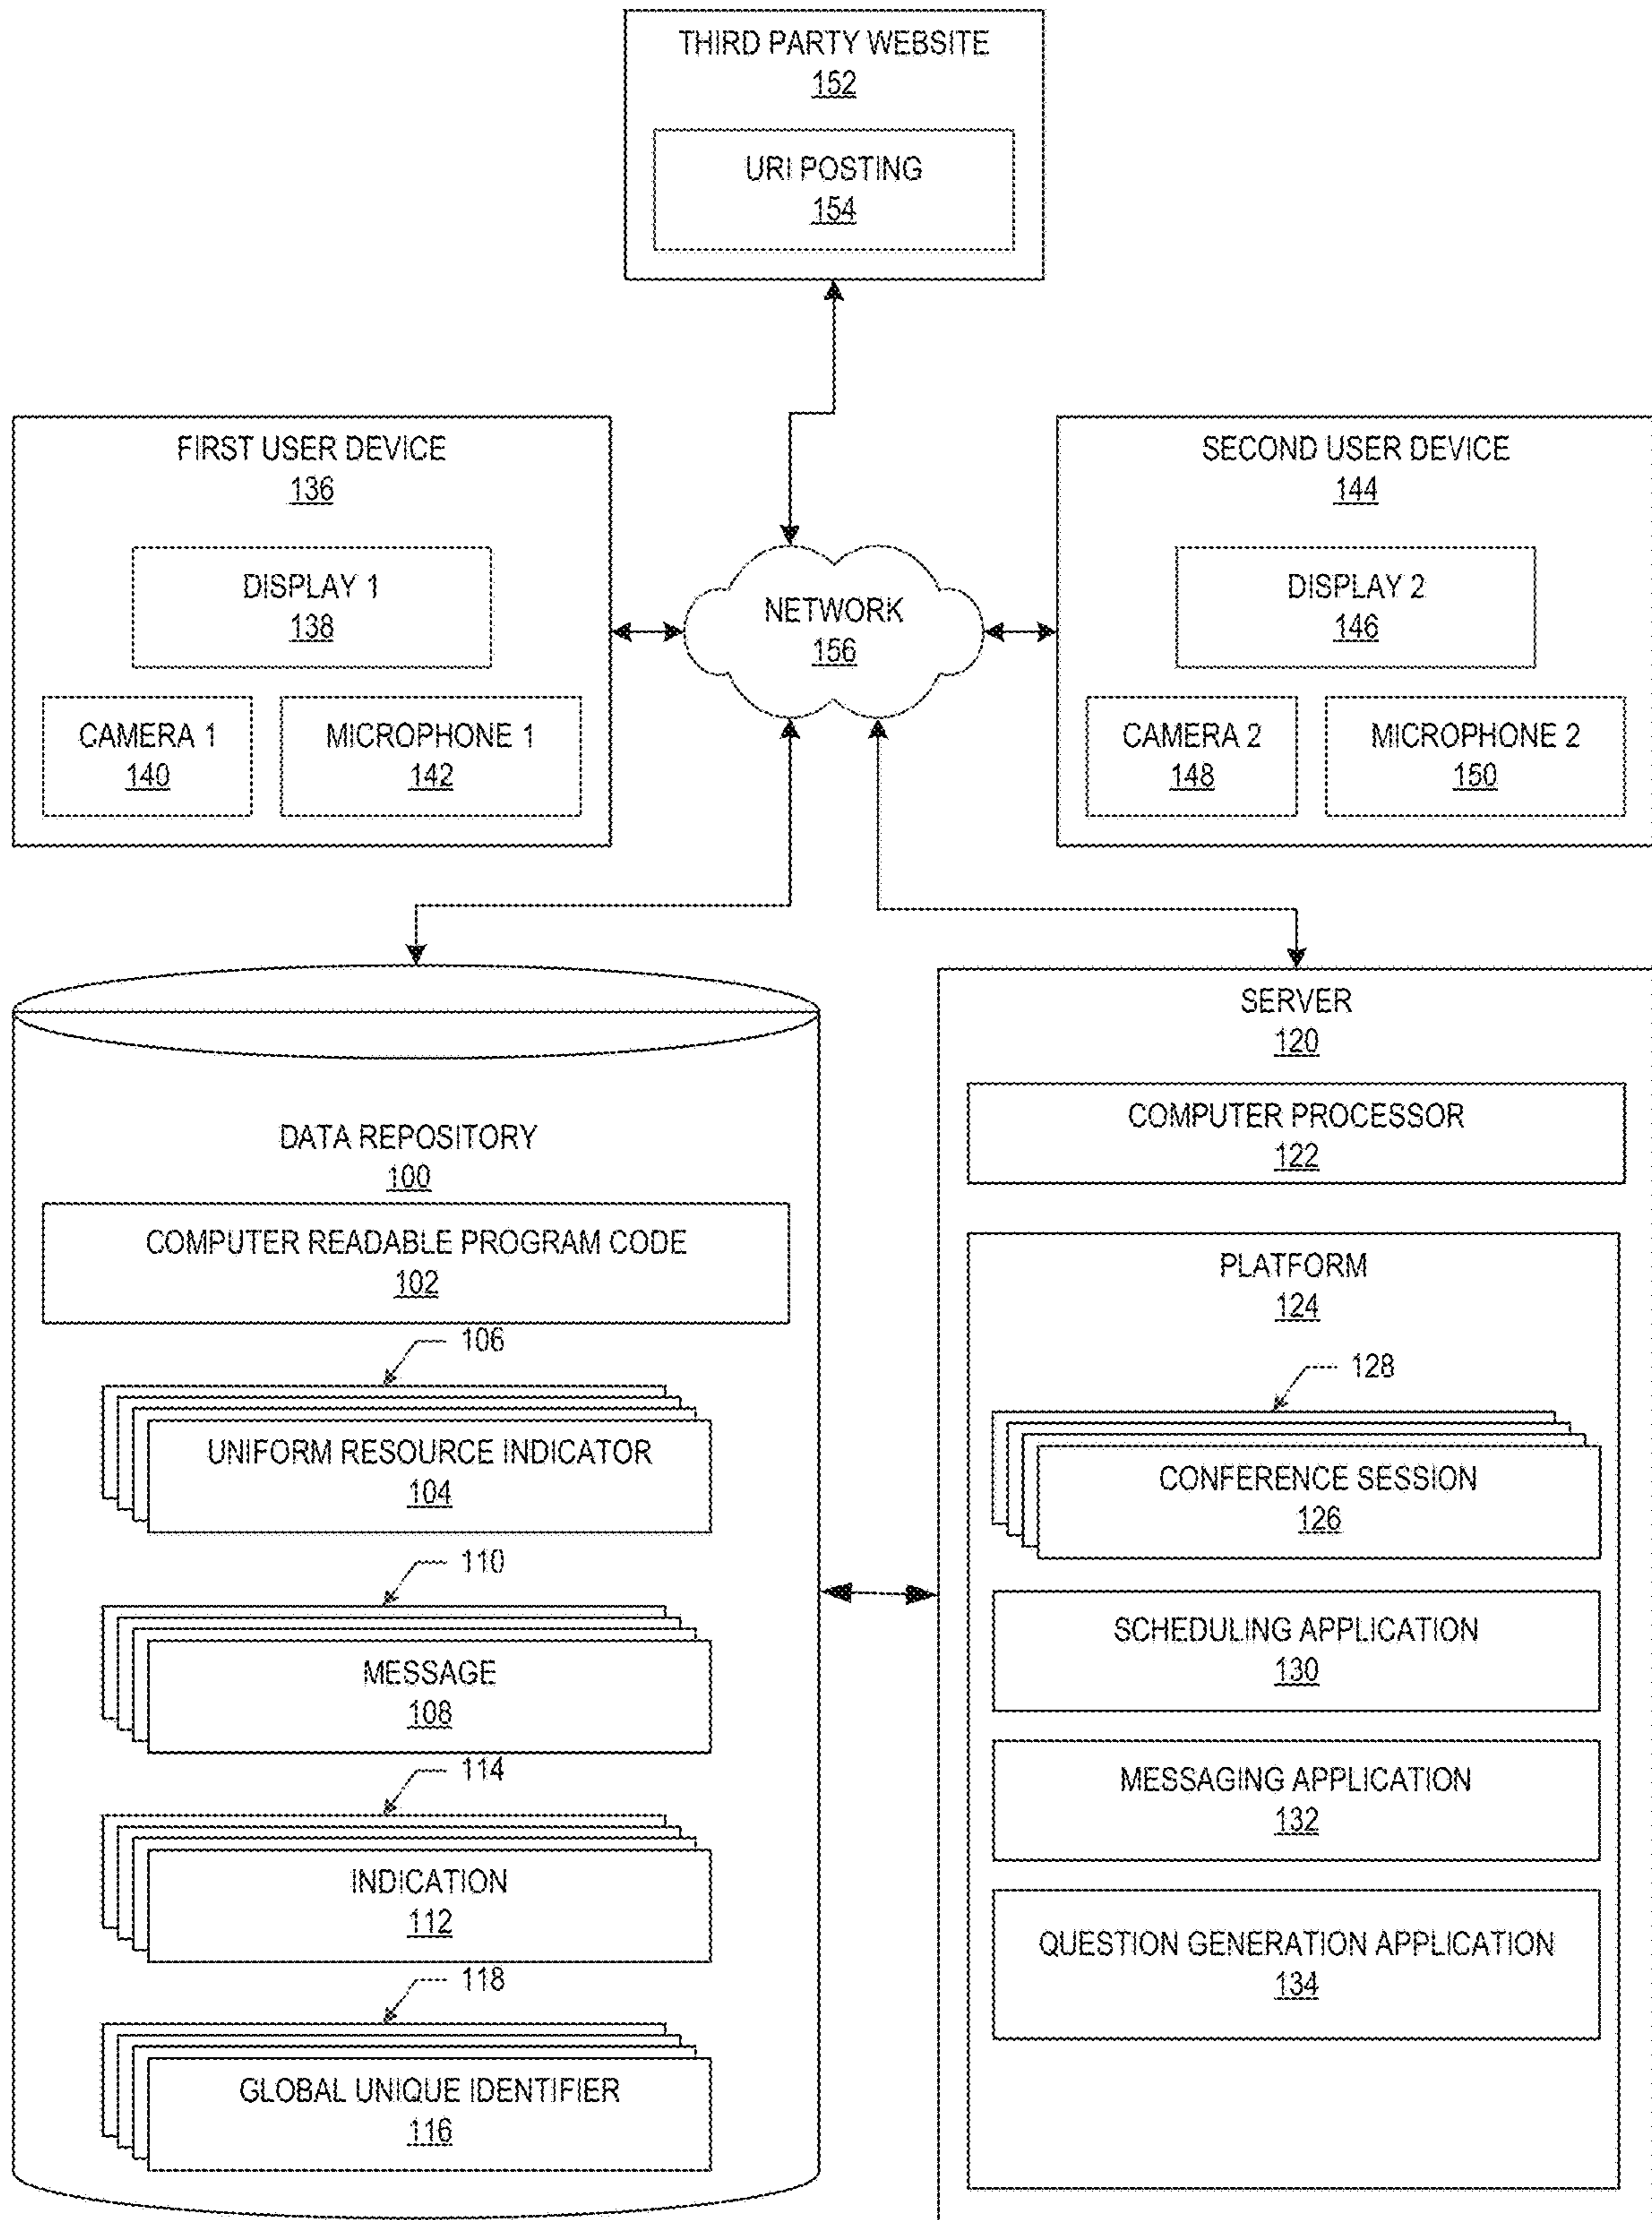 THIRD PARTY WEBSITE
152
URI POSTING
154
FIRST USER DEVICE
136
DISPLAY 1
138
CAMERA 1
140
MICROPHONE 1
142
NETWORK
156
SECOND USER DEVICE
144
DISPLAY 2
146
CAMERA 2
148
MICROPHONE 2
150
DATA REPOSITORY
100
COMPUTER READABLE PROGRAM CODE
102
106
UNIFORM RESOURCE INDICATOR
104
110
MESSAGE
108
114
INDICATION
112
118
GLOBAL UNIQUE IDENTIFIER
116
SERVER
120
COMPUTER PROCESSOR
122
PLATFORM
124
128
CONFERENCE SESSION
126
SCHEDULING APPLICATION
130
MESSAGING APPLICATION
132
QUESTION GENERATION APPLICATION
134